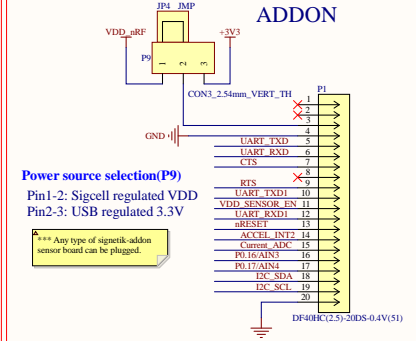 JP4 JMP
ADDON
VDD_nRF
+3V3
P9
1
2
3
CON3_2.54mm_VERT_TH
P1
1
2
3
GND
4
UART_TXD 5
UART_RXD 6
CTS 7
8
RTS 9
UART_TXD1 10
VDD_SENSOR_EN 11
UART_RXD1 12
nRESET 13
ACCEL_INT2 14
Current_ADC 15
P0.16/AIN3 16
P0.17/AIN4 17
I2C_SDA 18
I2C_SCL 19
20
DF40HC(2.5)-20DS-0.4V(51)
Power source selection(P9)
Pin1-2: Sigcell regulated VDD
Pin2-3: USB regulated 3.3V
*** Any type of signetik-addon
sensor board can be plugged.